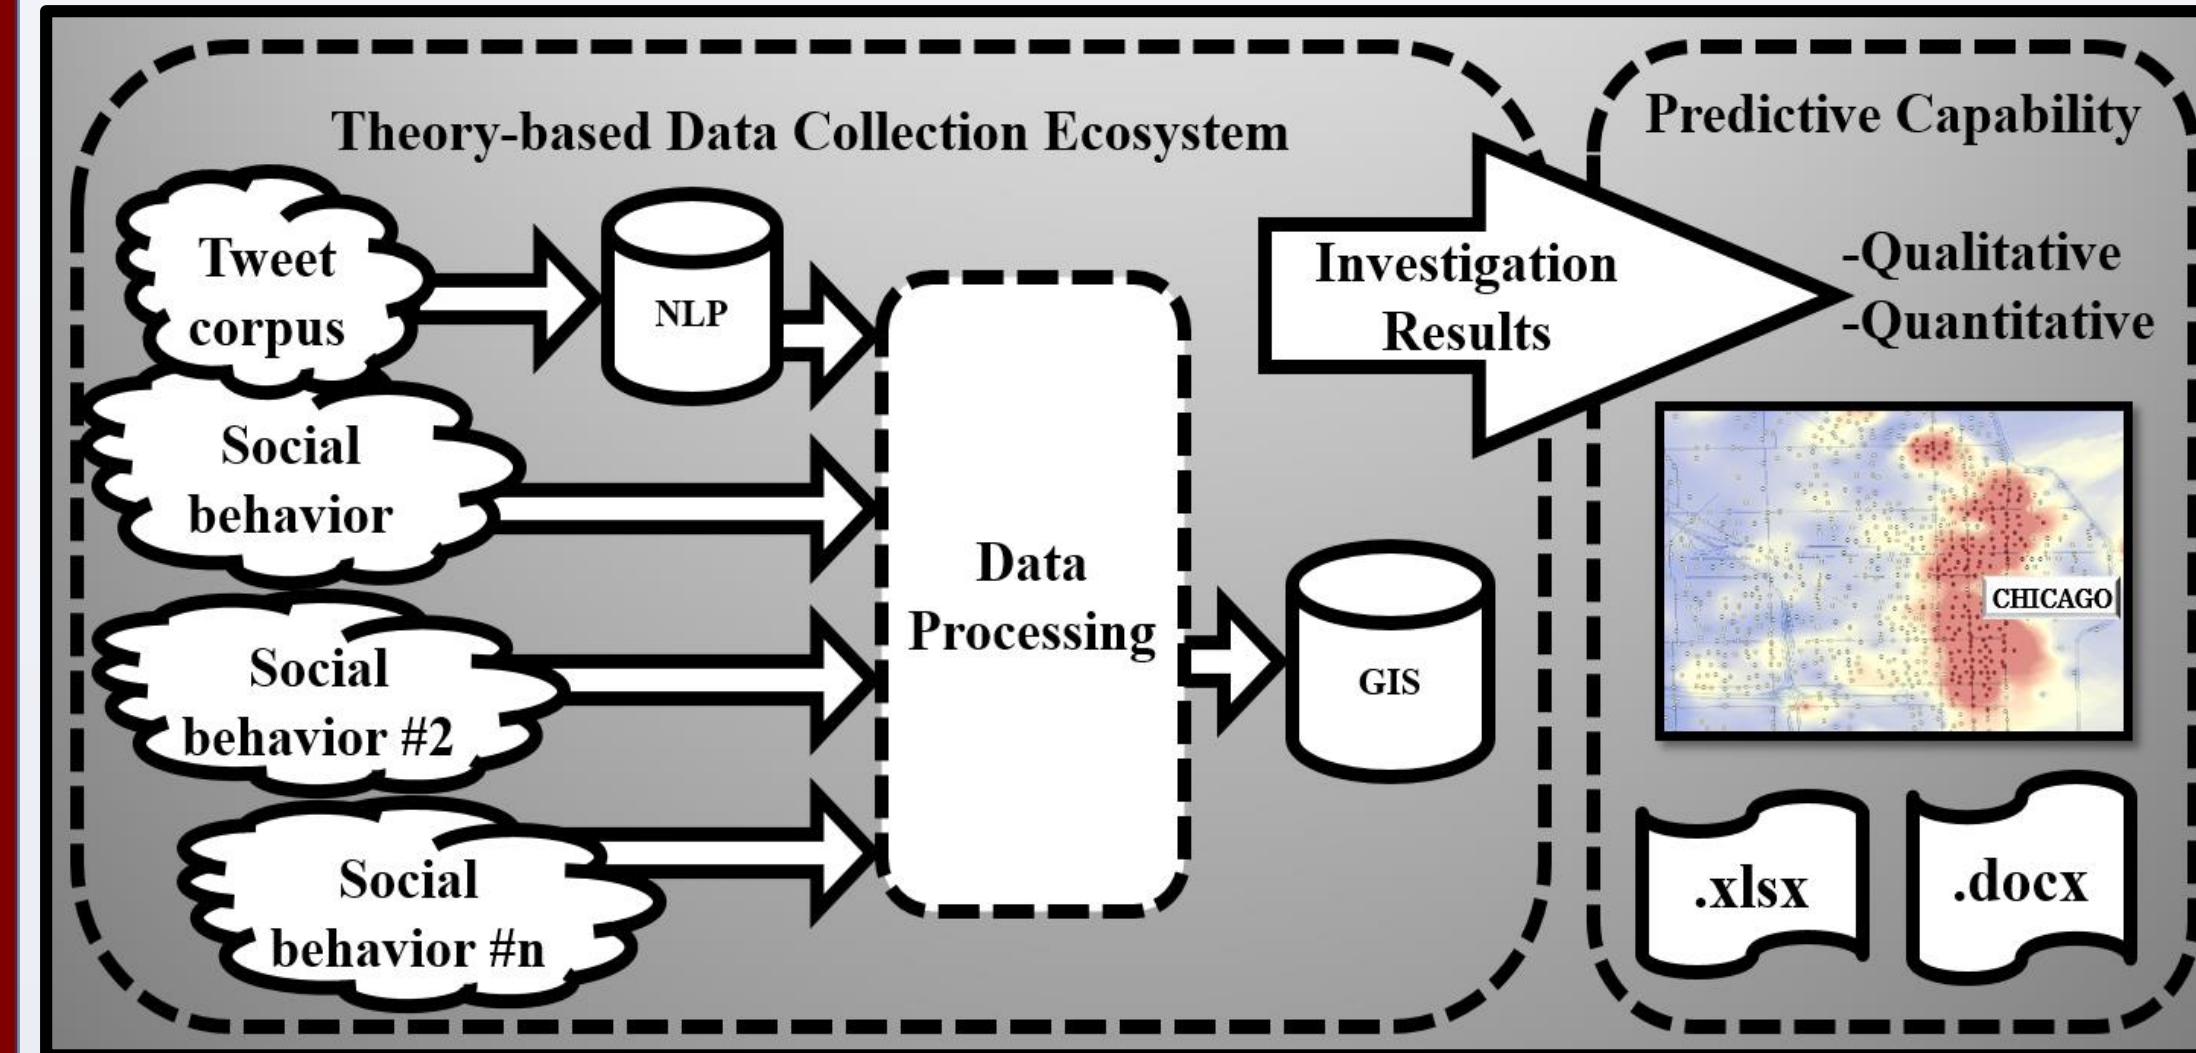 Theory-based Data Collection Ecosystem
Tweet
corpus
NLP
Social
behavior
Social
behavior #2
Social
behavior #n
Data
Processing
GIS
Investigation
Results
Predictive Capability
-Qualitative
-Quantitative
CHICAGO
.xlsx
.docx